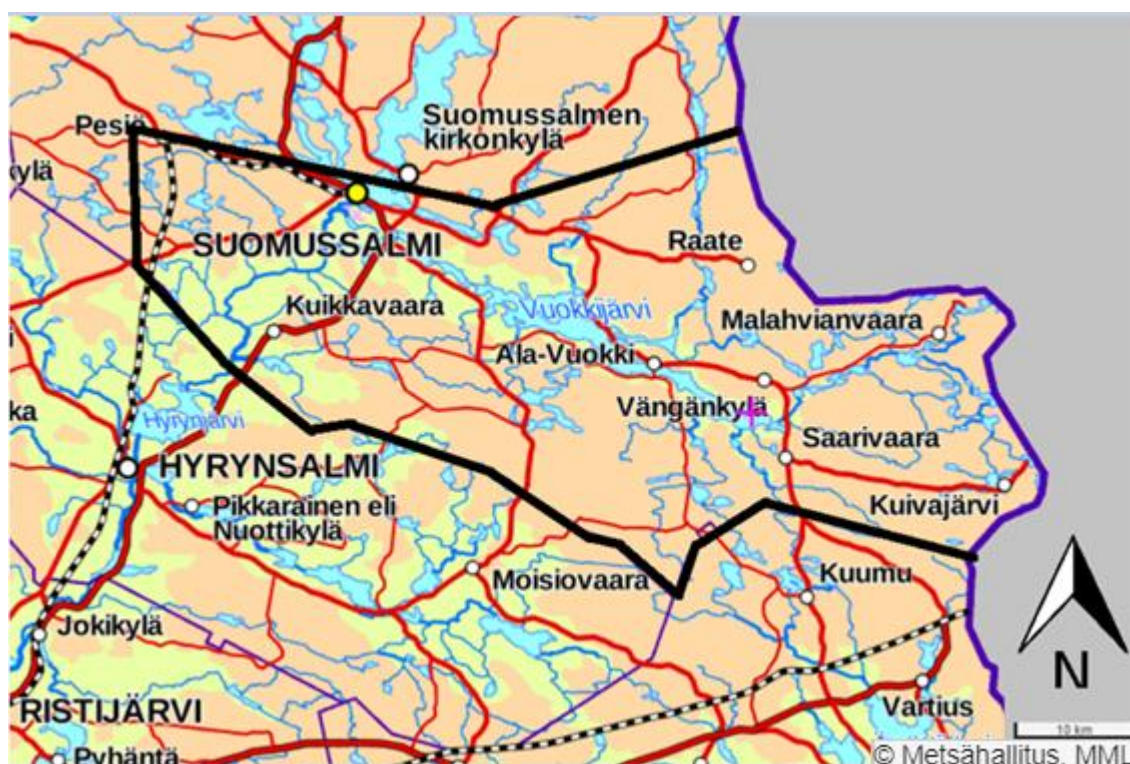 Suomussalmen
kirkonkylä
Pesiö
kylä
SUOMUSSALMI
Raate
Kuikkavaara
Vuokkijärvi
Malahvianvaara
Ala-Vuokki
Vängänkylä
ka
Hyrynjärvi
Saarivaara
HYRYNSALMI
Pikkarainen eli
Nuottikylä
Kuivajärvi
Moisiovaara
Kuumu
Jokikylä
N
RISTIJÄRVI
Vartius
10 km
Pyhäntä
© Metsähallitus, MML